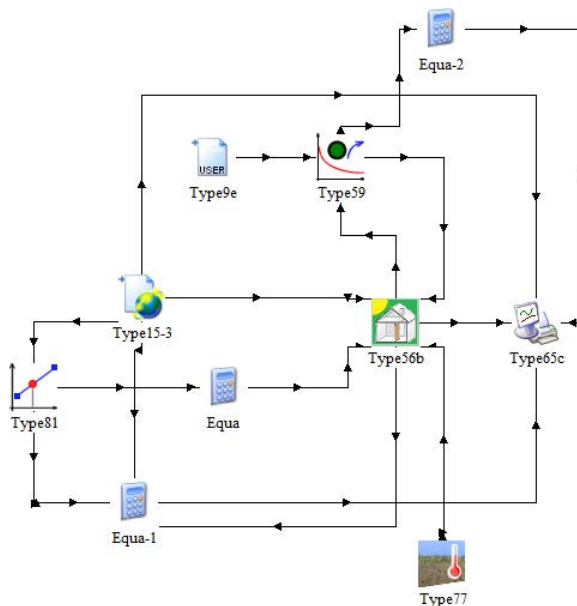 Equa-2
USER
Type9e
Type59
Type15-3
Type56b
Type65c
Type81
Equa
Equa-1
Type77